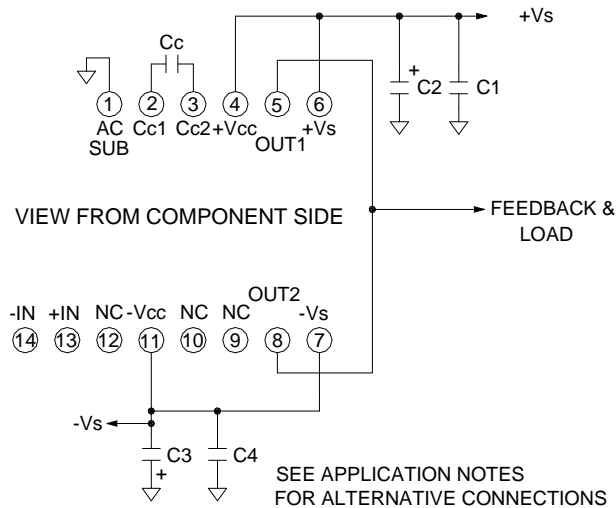 +Vs
Cc
+
C2 C1
1 2 3 4 5 6
AC Cc1 Cc2 +Vcc +Vs
SUB OUT1
VIEW FROM COMPONENT SIDE
FEEDBACK &
LOAD
OUT2
-IN +IN NC -Vcc NC NC -Vs
14 13 12 11 10 9 8 7
-Vs
C3 C4
+
SEE APPLICATION NOTES
FOR ALTERNATIVE CONNECTIONS